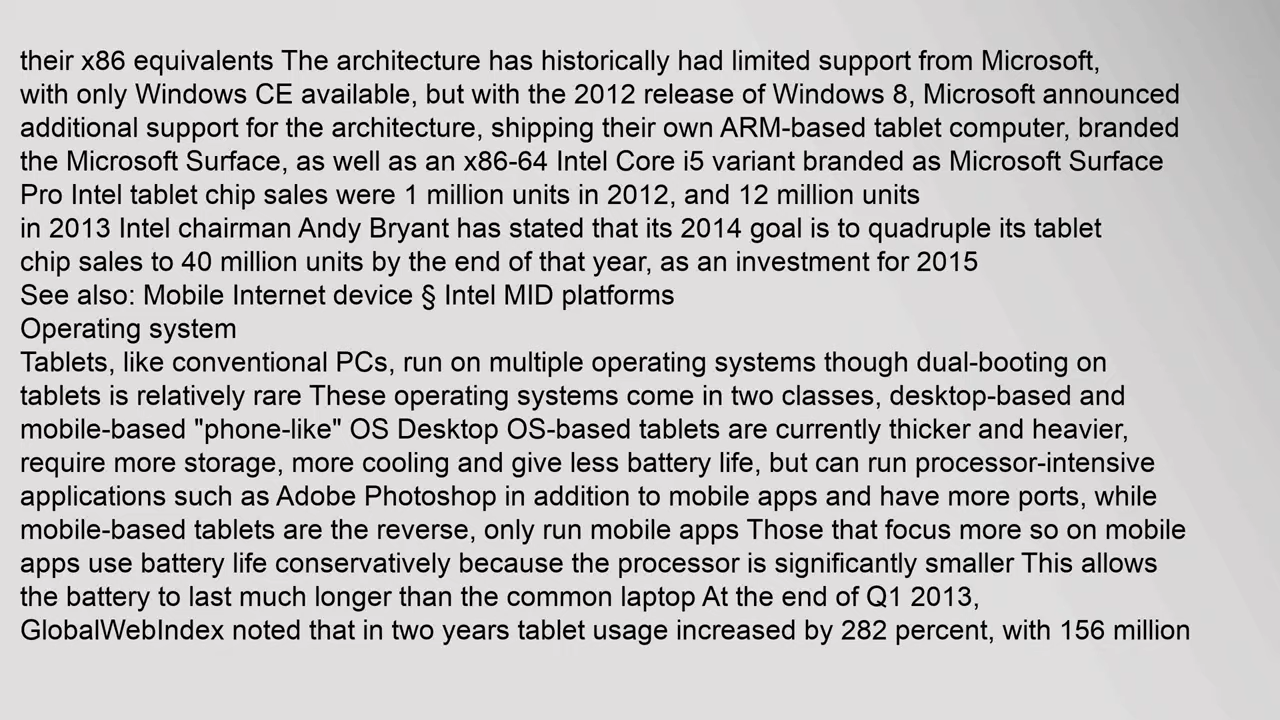 their x86 equivalents The architecture has historically had limited support from Microsoft,
with only Windows CE available, but with the 2012 release of Windows 8, Microsoft announced
additional support for the architecture, shipping their own ARM-based tablet computer, branded
the Microsoft Surface, as well as an x86-64 Intel Core i5 variant branded as Microsoft Surface
Pro Intel tablet chip sales were 1 million units in 2012, and 12 million units
in 2013 Intel chairman Andy Bryant has stated that its 2014 goal is to quadruple its tablet
chip sales to 40 million units by the end of that year, as an investment for 2015
See also: Mobile Internet device § Intel MID platforms
Operating system
Tablets, like conventional PCs, run on multiple operating systems though dual-booting on
tablets is relatively rare These operating systems come in two classes, desktop-based and
mobile-based "phone-like" OS Desktop OS-based tablets are currently thicker and heavier,
require more storage, more cooling and give less battery life, but can run processor-intensive
applications such as Adobe Photoshop in addition to mobile apps and have more ports, while
mobile-based tablets are the reverse, only run mobile apps Those that focus more so on mobile
apps use battery life conservatively because the processor is significantly smaller This allows
the battery to last much longer than the common laptop At the end of Q1 2013,
GlobalWebIndex noted that in two years tablet usage increased by 282 percent, with 156 million